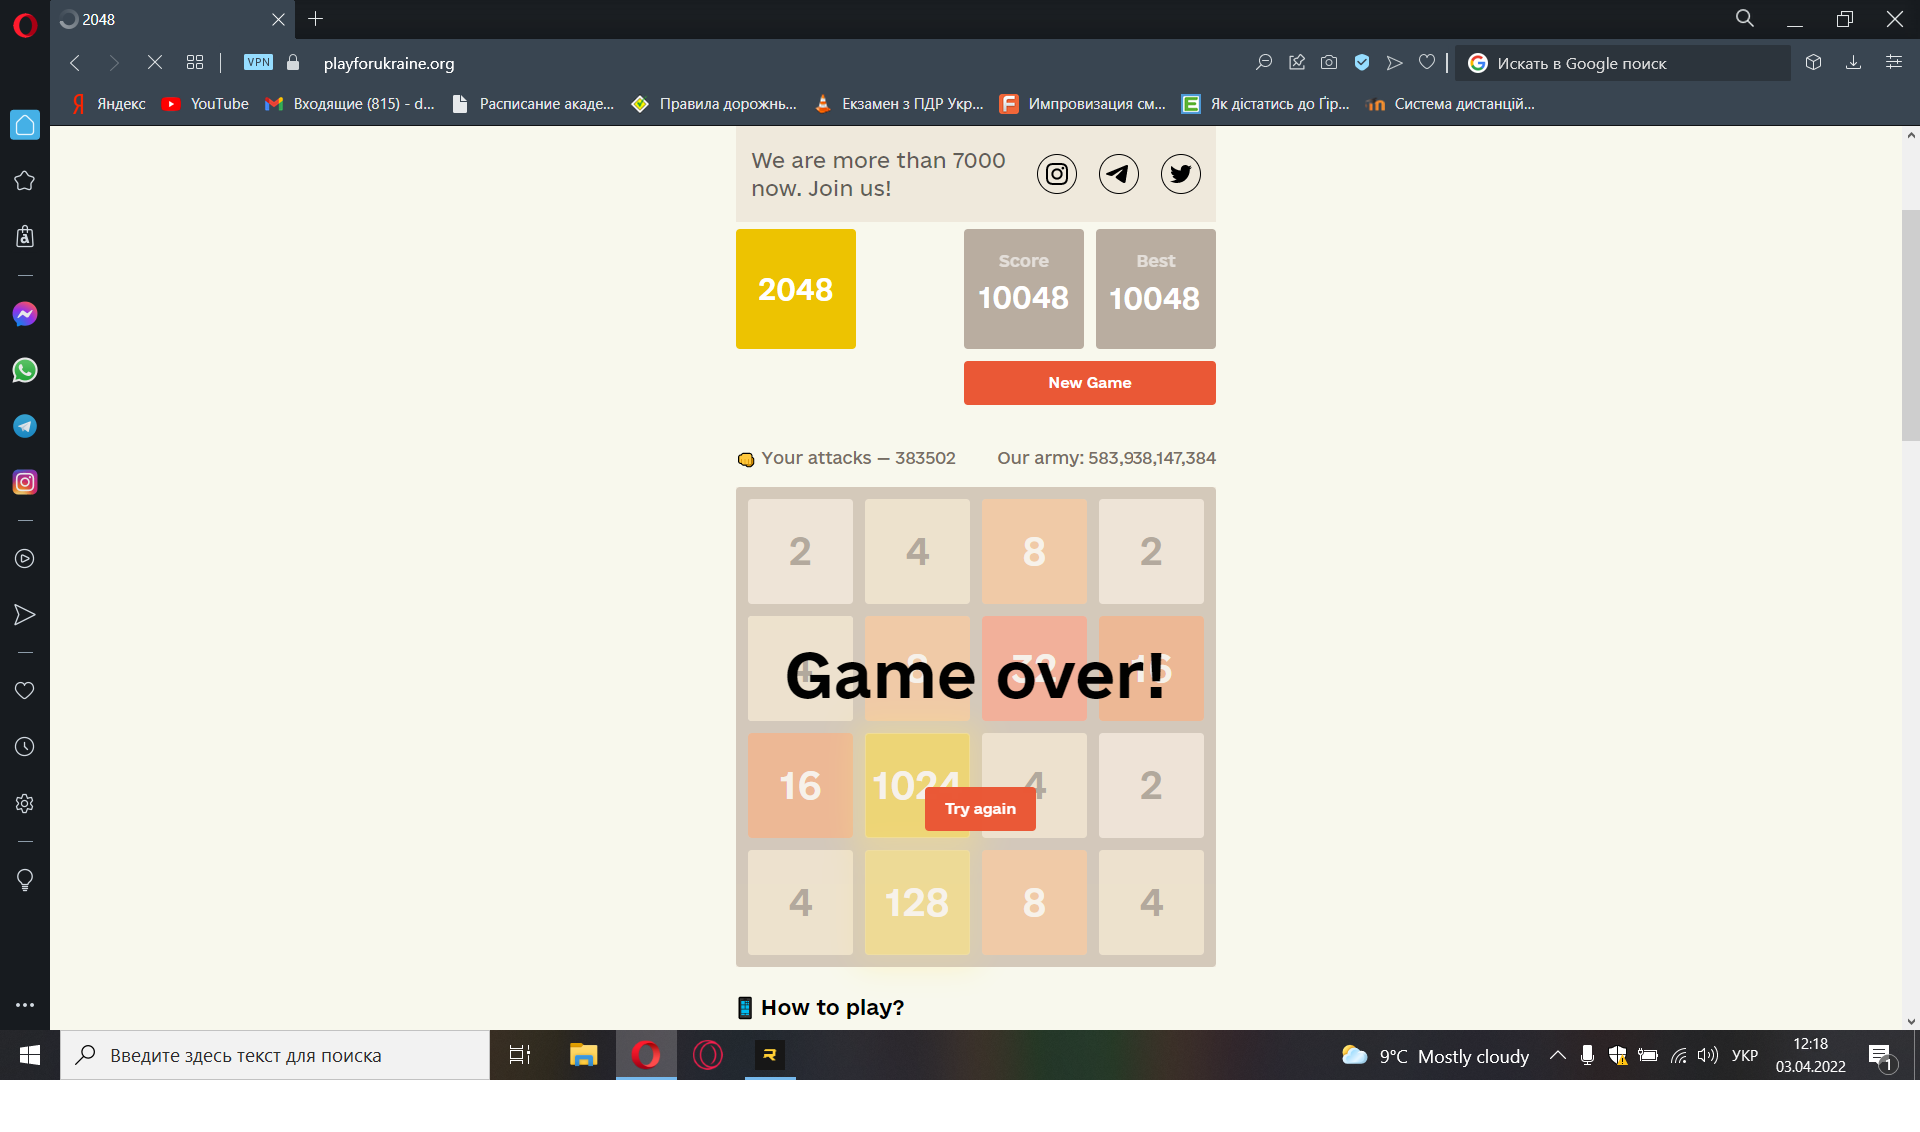 2048
VPN
playforukraine.org
Искать в Google поиск
Яндекс
YouTube
Входящие (815) - d...
Расписание акаде...
Правила дорожнь...
Екзамен з ПДР Укр...
Импровизация см...
Як дістатись до Ґір...
Система дистанцій...
We are more than 7000
now. Join us!
2048
Score
10048
Best
10048
New Game
Your attacks – 383502
Our army: 583,938,147,384
2 4 8 2
4 8 32 16
Game over!
16 1024 4 2
Try again
4 128 8 4
How to play?
Введите здесь текст для поиска
9°C Mostly cloudy
УКР
12:18
03.04.2022
1